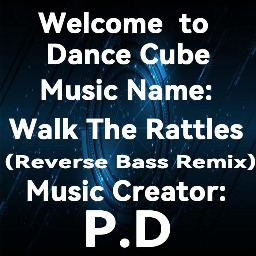 Welcome to
Dance Cube
Music Name:
Walk The Rattles
(Reverse Bass Remix)
Music Creator:
P.D